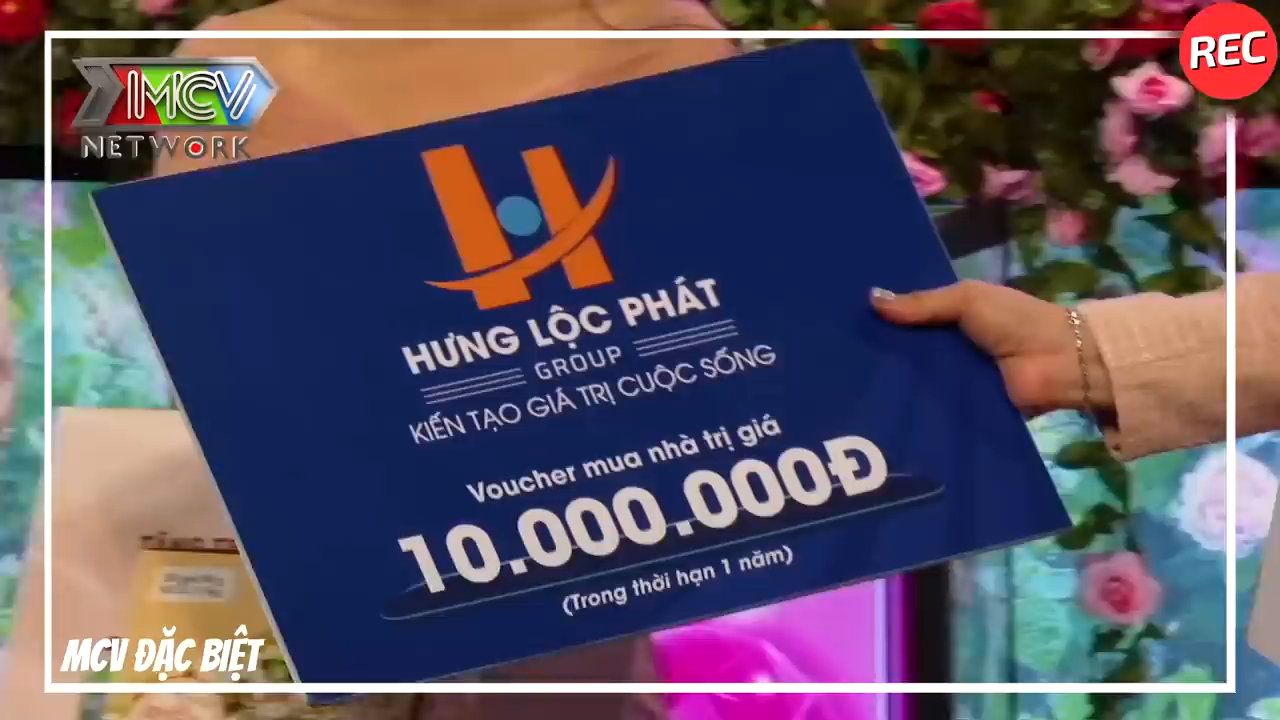 REC
MCV
NETWORK
HƯNG LỘC PHÁT
GROUP
KIẾN TẠO GIÁ TRỊ CUỘC SỐNG
Voucher mua nhà trị giá
10.000.000Đ
(Trong thời hạn 1 năm)
MCV ĐẶC BIỆT